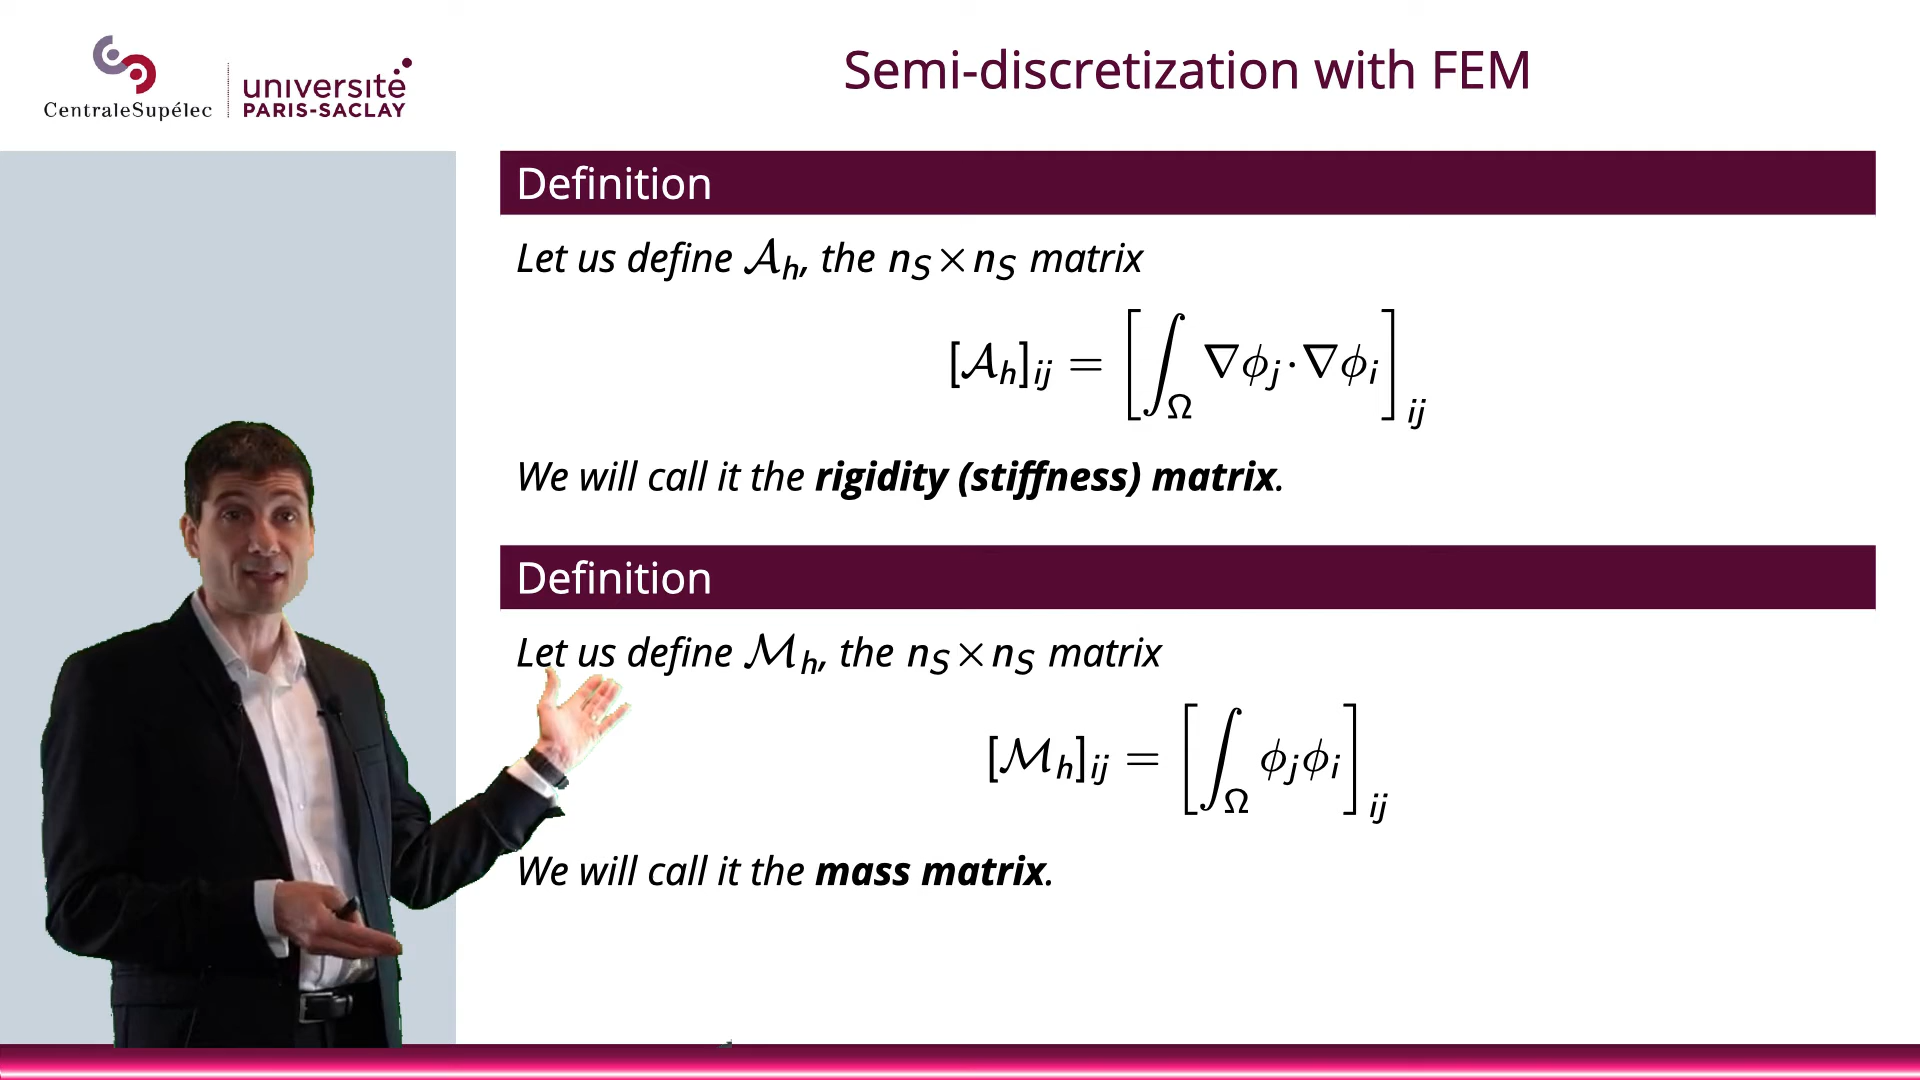 CentraleSupélec
université
PARIS-SACLAY
Semi-discretization with FEM
Definition
Let us define 𝒜_h, the n_S × n_S matrix
[𝒜_h]_ij = [∫_Ω ∇ϕ_j · ∇ϕ_i]_ij
We will call it the rigidity (stiffness) matrix.
Definition
Let us define ℳ_h, the n_S × n_S matrix
[ℳ_h]_ij = [∫_Ω ϕ_j ϕ_i]_ij
We will call it the mass matrix.